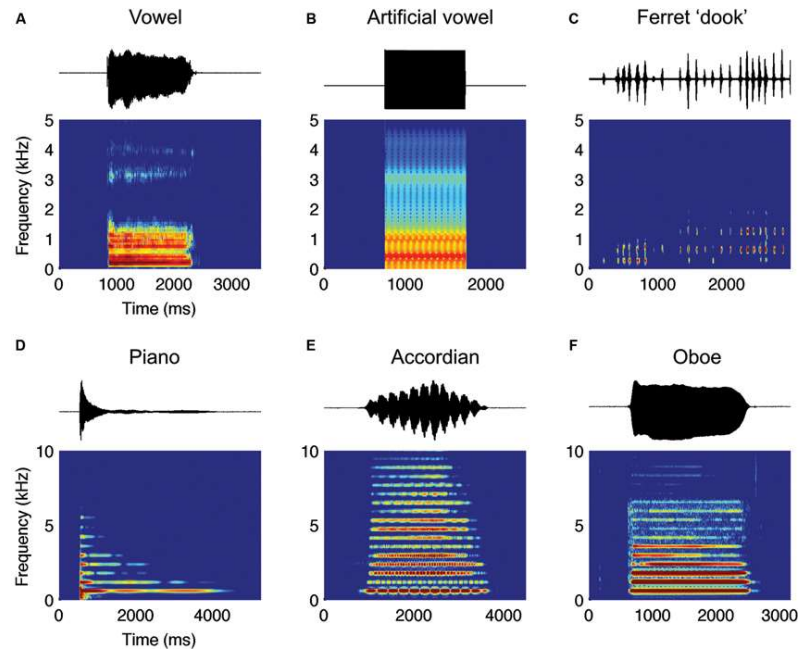 A Vowel
B Artificial vowel
C Ferret ‘dook’
Frequency (kHz)
5
4
3
2
1
0
0 1000 3000
Time (ms)
5
4
3
2
1
0
0 2000
5
4
3
2
1
0
0 2000
D Piano
E Accordian
F Oboe
Frequency (kHz)
10
5
0
0 2000 4000
Time (ms)
10
5
0
0 2000 4000
10
5
0
0 1000 2000 3000